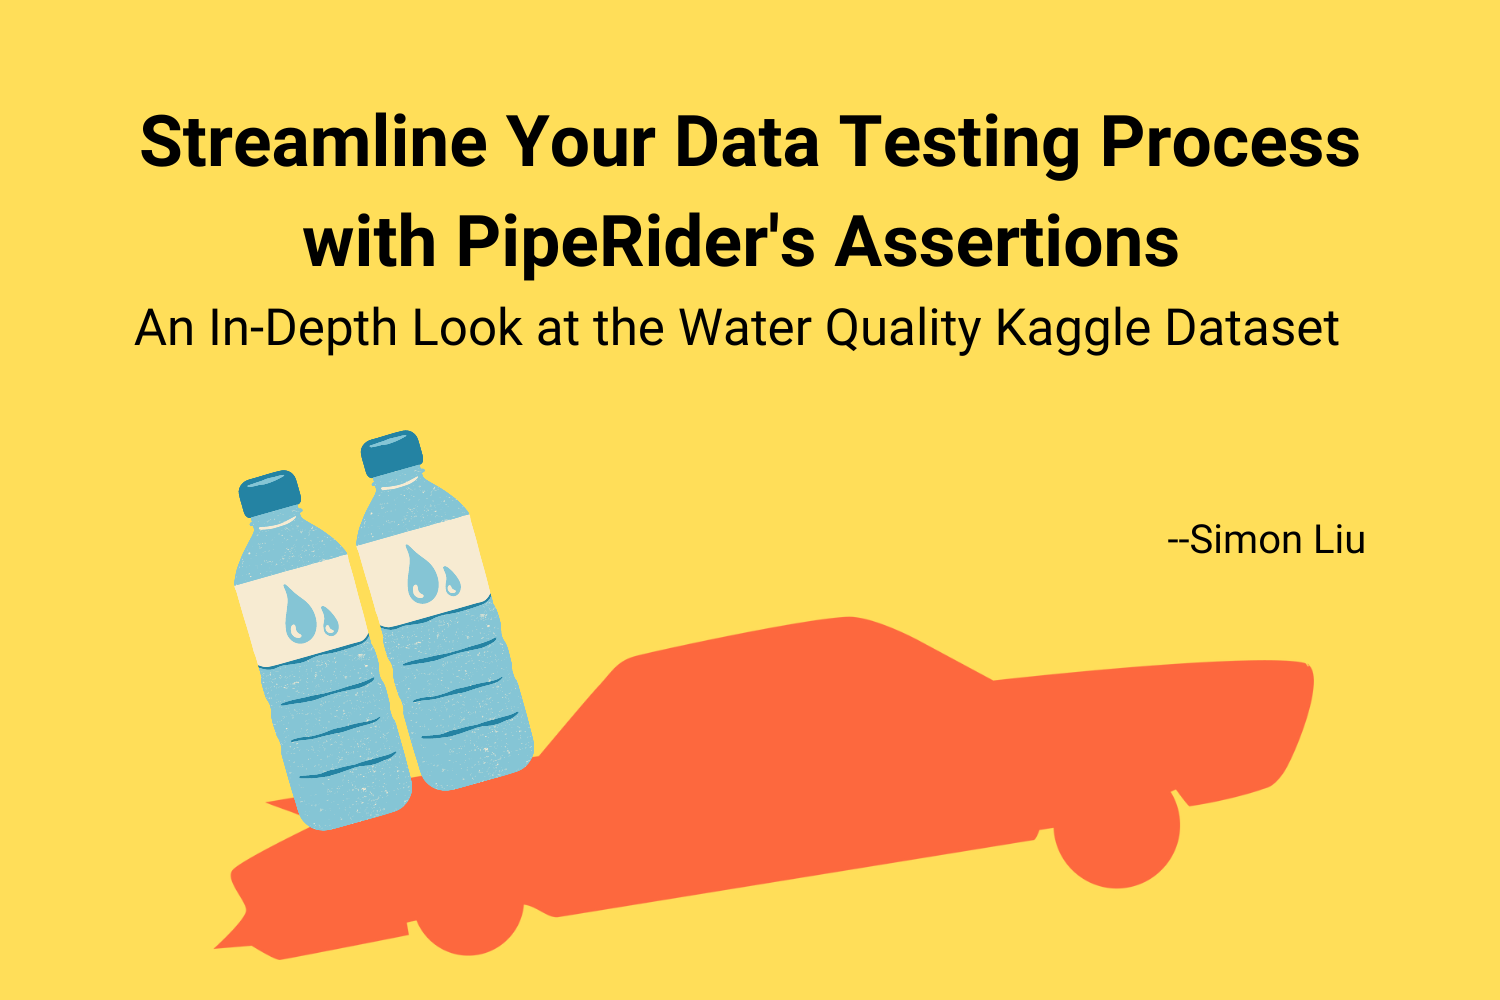 Streamline Your Data Testing Process
with PipeRider's Assertions
An In-Depth Look at the Water Quality Kaggle Dataset
--Simon Liu